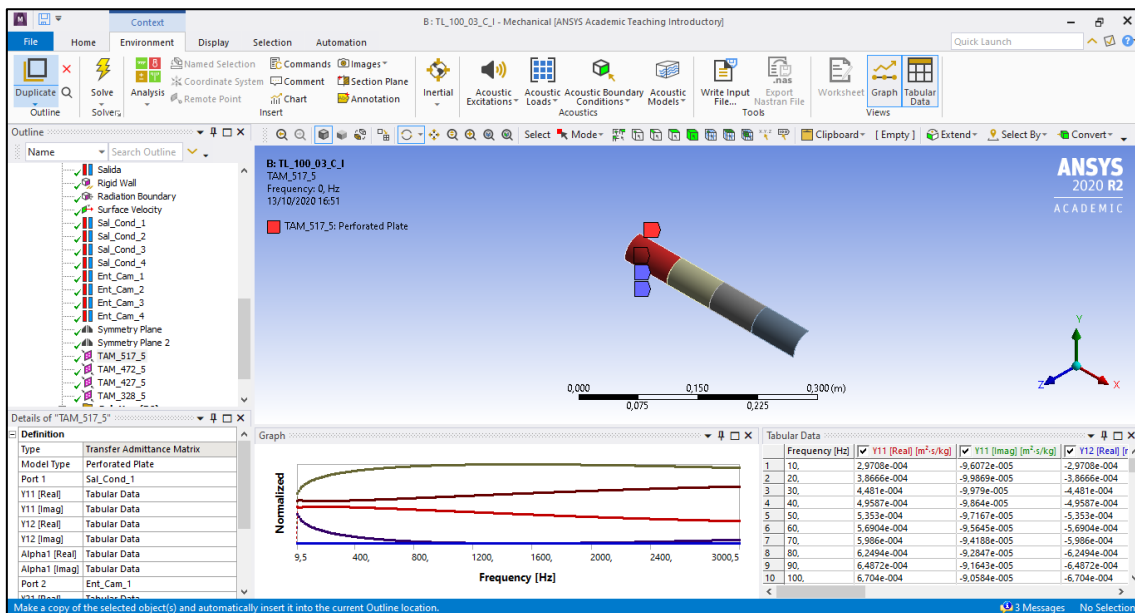 Context
B : TL_100_03_C_I - Mechanical [ANSYS Academic Teaching Introductory]
File Home Environment Display Selection Automation
Quick Launch
Duplicate
Outline
Solve
Solvers
Analysis
Named Selection
Coordinate System
Remote Point
Commands
Comment
Chart
Images
Section Plane
Annotation
Insert
Inertial
Acoustic Excitations
Acoustic Loads
Acoustic Boundary Conditions
Acoustic Models
Acoustics
Write Input File...
.nas
Export Nastran File
Tools
Worksheet
Graph
Tabular Data
Views
Outline
Name
Search Outline
Select Mode Clipboard [ Empty ] Extend Select By Convert
Salida
Rigid Wall
Radiation Boundary
Surface Velocity
Sal_Cond_1
Sal_Cond_2
Sal_Cond_3
Sal_Cond_4
Ent_Cam_1
Ent_Cam_2
Ent_Cam_3
Ent_Cam_4
Symmetry Plane
Symmetry Plane 2
TAM_517_5
TAM_472_5
TAM_427_5
TAM_328_5
B: TL_100_03_C_I
TAM_517_5
Frequency: 0, Hz
13/10/2020 16:51
TAM_517_5: Perforated Plate
ANSYS
2020 R2
ACADEMIC
Y
Z
X
0,000 0,150 0,300 (m)
0,075 0,225
Details of "TAM_517_5"
Definition
Type Transfer Admittance Matrix
Model Type Perforated Plate
Port 1 Sal_Cond_1
Y11 [Real] Tabular Data
Y11 [Imag] Tabular Data
Y12 [Real] Tabular Data
Y12 [Imag] Tabular Data
Alpha1 [Real] Tabular Data
Alpha1 [Imag] Tabular Data
Port 2 Ent_Cam_1
Graph
Normalized
9,5 400, 800, 1200, 1600, 2000, 2400, 3000,5
Frequency [Hz]
Tabular Data
Frequency [Hz] Y11 [Real] [m²·s/kg] Y11 [Imag] [m²·s/kg] Y12 [Real]
1 10, 2,9708e-004 -9,6072e-005 -2,9708e-004
2 20, 3,8666e-004 -9,9869e-005 -3,8666e-004
3 30, 4,481e-004 -9,979e-005 -4,481e-004
4 40, 4,9587e-004 -9,864e-005 -4,9587e-004
5 50, 5,353e-004 -9,7167e-005 -5,353e-004
6 60, 5,6904e-004 -9,5645e-005 -5,6904e-004
7 70, 5,986e-004 -9,4188e-005 -5,986e-004
8 80, 6,2494e-004 -9,2847e-005 -6,2494e-004
9 90, 6,4872e-004 -9,1643e-005 -6,4872e-004
10 100, 6,704e-004 -9,0584e-005 -6,704e-004
Make a copy of the selected object(s) and automatically insert it into the current Outline location.
3 Messages No Selection